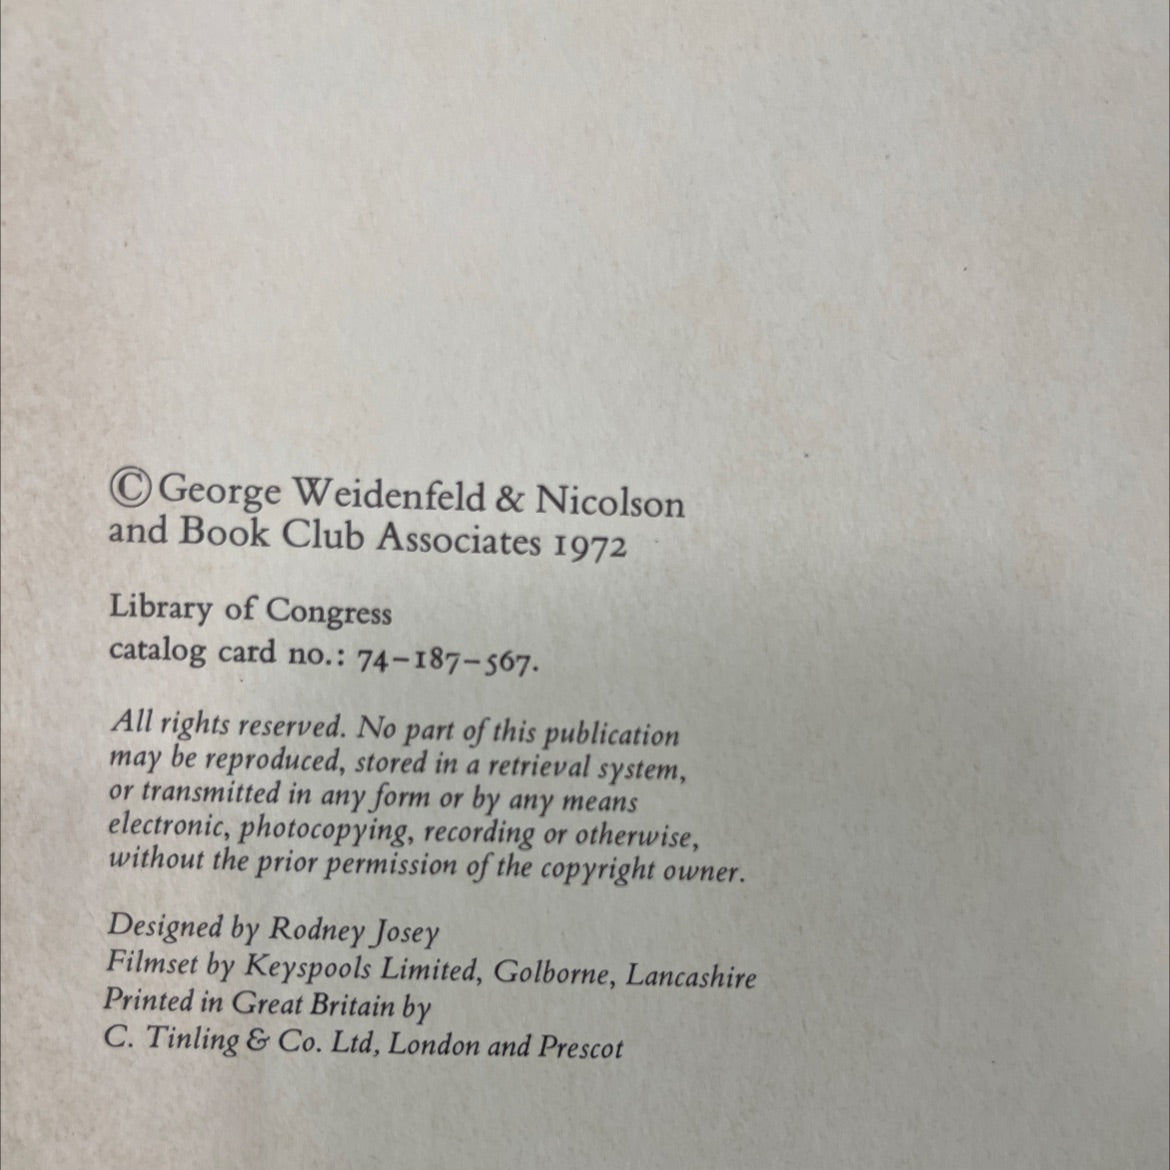 © George Weidenfeld & Nicolson
and Book Club Associates 1972
Library of Congress
catalog card no.: 74–187–567.
All rights reserved. No part of this publication
may be reproduced, stored in a retrieval system,
or transmitted in any form or by any means
electronic, photocopying, recording or otherwise,
without the prior permission of the copyright owner.
Designed by Rodney Josey
Filmset by Keyspools Limited, Golborne, Lancashire
Printed in Great Britain by
C. Tinling & Co. Ltd, London and Prescot